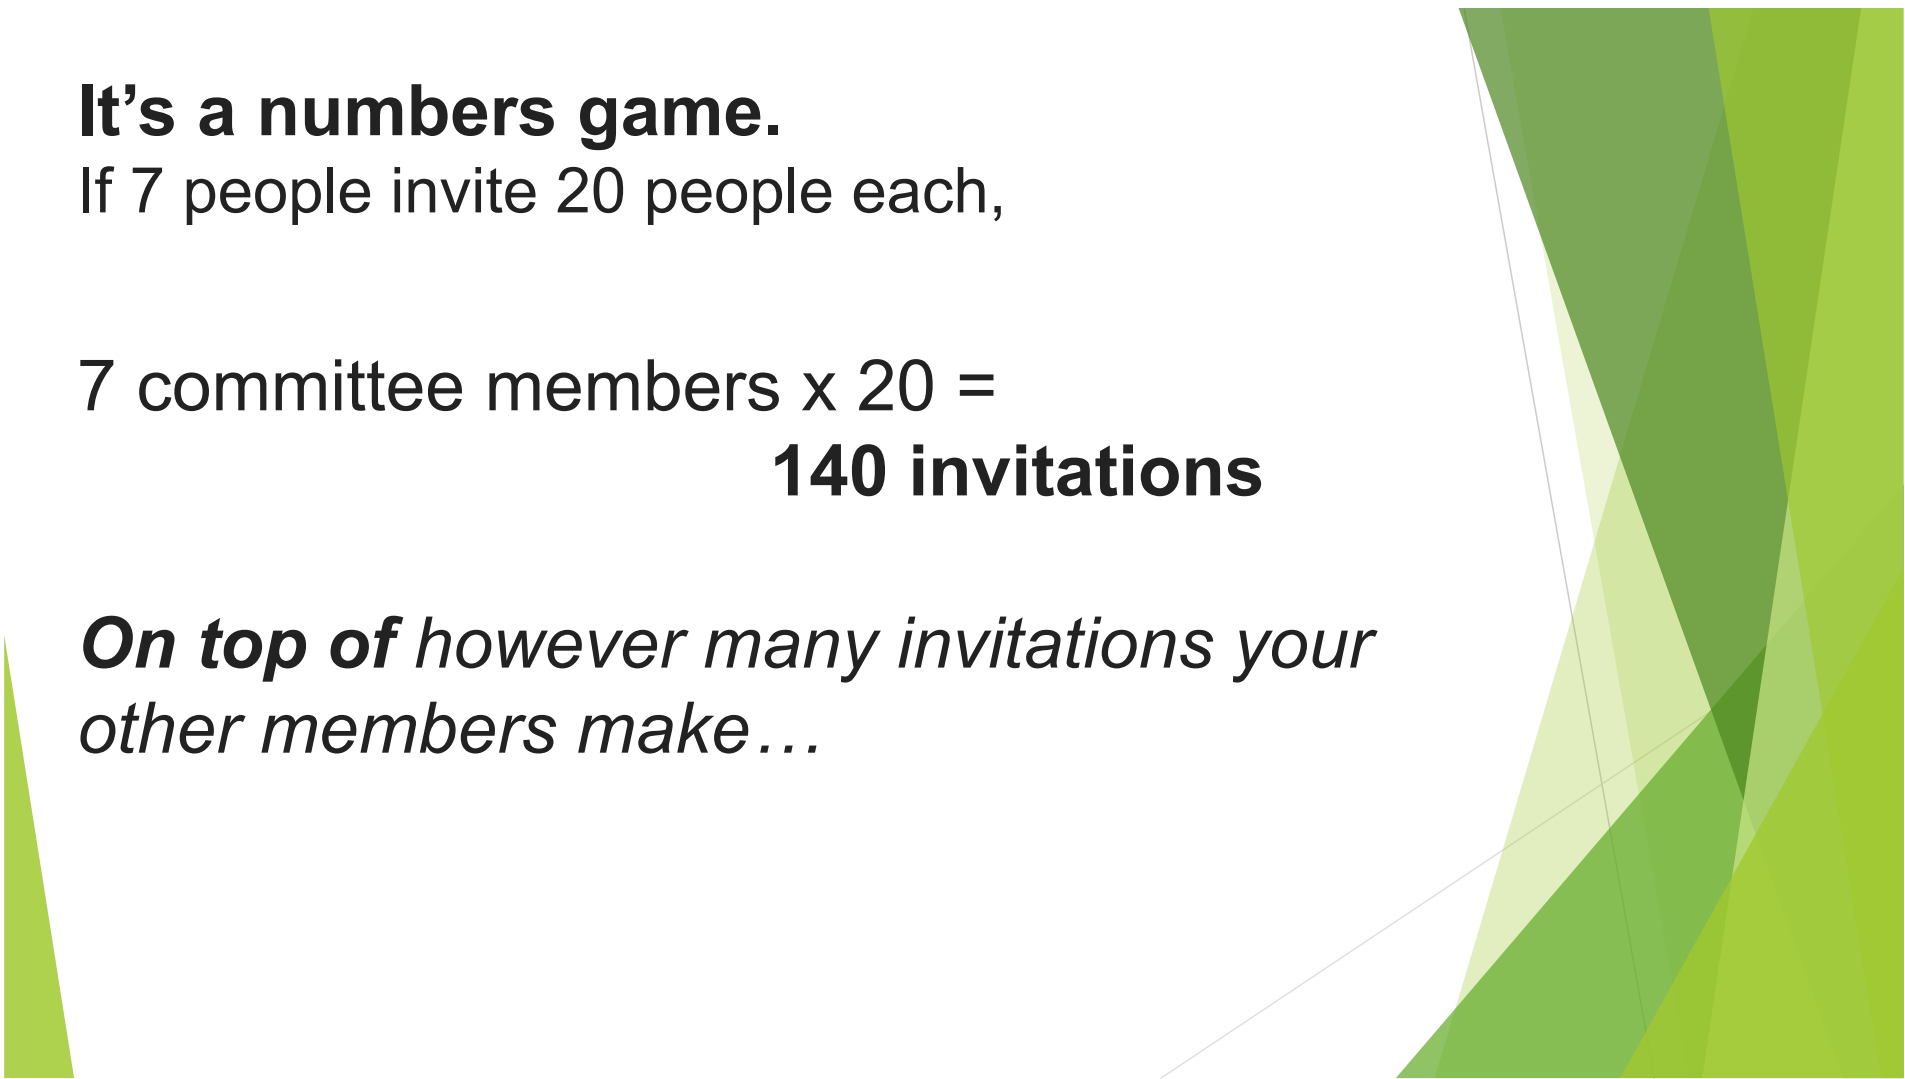 It’s a numbers game.
If 7 people invite 20 people each,
7 committee members x 20 =
140 invitations
On top of however many invitations your
other members make…